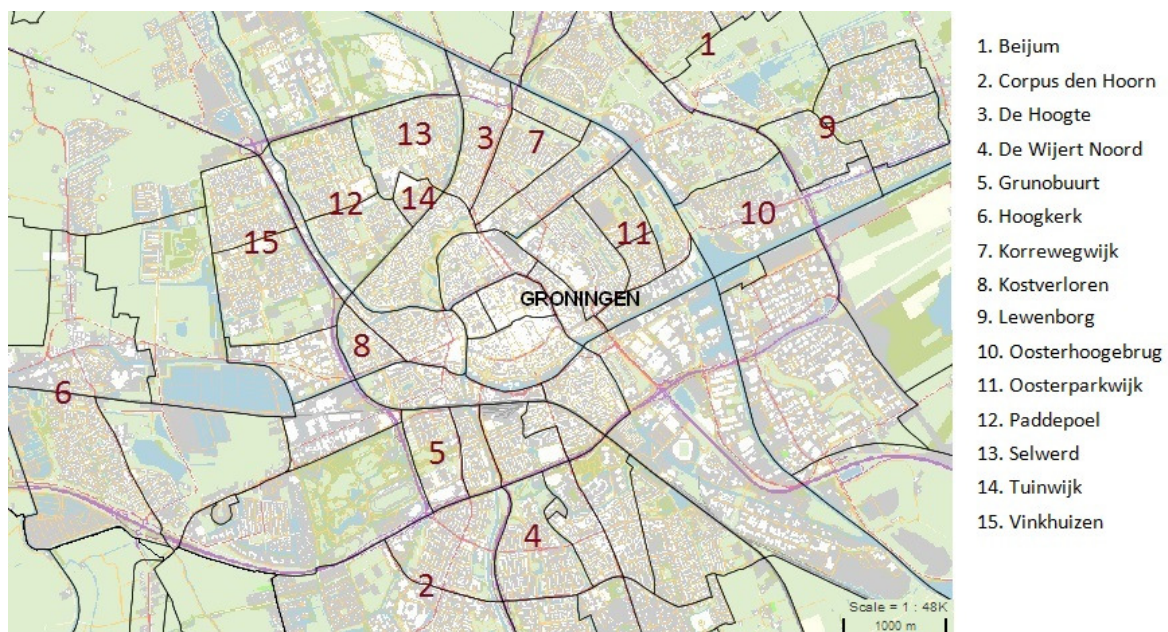 1
3
13
7
9
12
14
10
15
11
GRONINGEN
8
6
5
4
2
Scale = 1 : 48K
1000 m
1. Beijum
2. Corpus den Hoorn
3. De Hoogte
4. De Wijert Noord
5. Grunobuurt
6. Hoogkerk
7. Korrewegwijk
8. Kostverloren
9. Lewenborg
10. Oosterhoogebrug
11. Oosterparkwijk
12. Paddepoel
13. Selwerd
14. Tuinwijk
15. Vinkhuizen